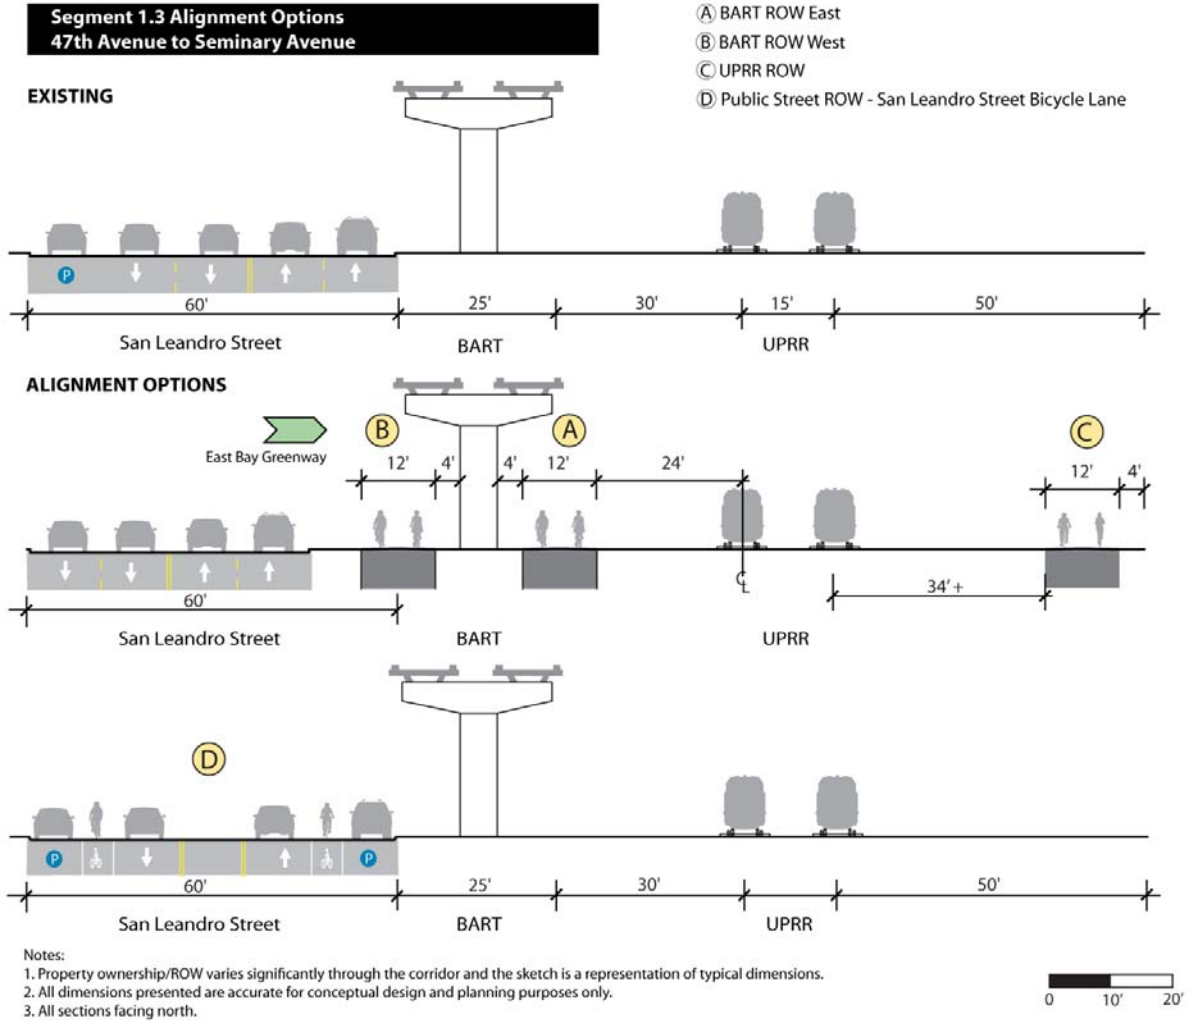 Segment 1.3 Alignment Options
47th Avenue to Seminary Avenue
A BART ROW East
B BART ROW West
C UPRR ROW
D Public Street ROW - San Leandro Street Bicycle Lane
EXISTING
P
60' 25' 30' 15' 50'
San Leandro Street BART UPRR
ALIGNMENT OPTIONS
B A C
East Bay Greenway
12' 4' 4' 12' 24' 12' 4'
CL
60' 34'+
San Leandro Street BART UPRR
D
P P
60' 25' 30' 50'
San Leandro Street BART UPRR
Notes:
1. Property ownership/ROW varies significantly through the corridor and the sketch is a representation of typical dimensions.
2. All dimensions presented are accurate for conceptual design and planning purposes only.
3. All sections facing north.
0 10' 20'